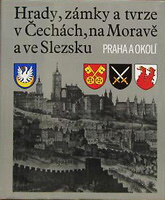 Hrady, zámky a tvrze
v Čechách, na Moravě
a ve Slezsku PRAHA A OKOLÍ